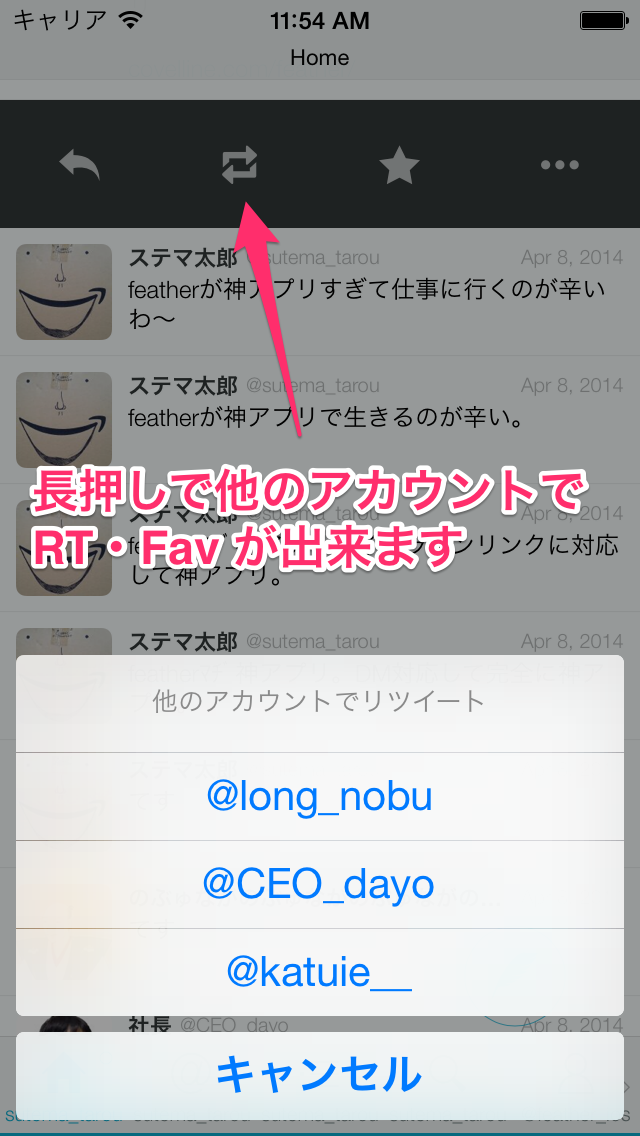 キャリア 11:54 AM
Home
ステマ太郎 @sutema_tarou Apr 8, 2014
featherが神アプリすぎて仕事に行くのが辛い
わ〜
ステマ太郎 @sutema_tarou Apr 8, 2014
featherが神アプリで生きるのが辛い。
長押しで他のアカウントで
RT・Fav が出来ます
ステマ太郎 @sutema_tarou Apr 8, 2014
ンリンクに対応
して神アプリ。
ステマ太郎 @sutema_tarou Apr 8, 2014
他のアカウントでリツイート
@long_nobu
@CEO_dayo
@katuie__
社長 @CEO_dayo Apr 8, 2014
キャンセル